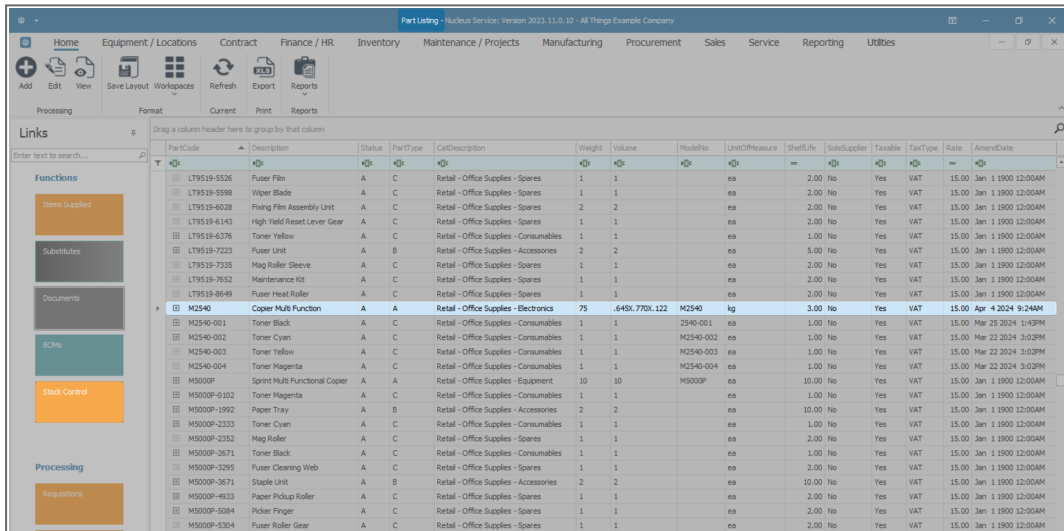 Part Listing - Nucleus Service: Version 2023.11.0.10 - All Things Example Company
Home Equipment / Locations Contract Finance / HR Inventory Maintenance / Projects Manufacturing Procurement Sales Service Reporting Utilities
Add Edit View Save Layout Workspaces Refresh Export Reports
XLS
Processing Format Current Print Reports
Links
Drag a column header here to group by that column
Enter text to search...
PartCode Description Status PartType CatDescription Weight Volume ModelNo UnitOfMeasure ShelfLife SoleSupplier Taxable TaxType Rate AmendDate
Functions
Items Supplied
Substitutes
Documents
BOMs
Stock Control
Processing
Requisitions
LT9519-5526 Fuser Film A C Retail - Office Supplies - Spares 1 1 ea 2.00 No Yes VAT 15.00 Jan 1 1900 12:00AM
LT9519-5598 Wiper Blade A C Retail - Office Supplies - Spares 1 1 ea 2.00 No Yes VAT 15.00 Jan 1 1900 12:00AM
LT9519-6028 Fixing Film Assembly Unit A C Retail - Office Supplies - Spares 2 2 ea 2.00 No Yes VAT 15.00 Jan 1 1900 12:00AM
LT9519-6143 High Yield Reset Lever Gear A C Retail - Office Supplies - Spares 1 1 ea 2.00 No Yes VAT 15.00 Jan 1 1900 12:00AM
LT9519-6376 Toner Yellow A C Retail - Office Supplies - Consumables 1 1 ea 1.00 No Yes VAT 15.00 Jan 1 1900 12:00AM
LT9519-7223 Fuser Unit A B Retail - Office Supplies - Accessories 2 2 ea 5.00 No Yes VAT 15.00 Jan 1 1900 12:00AM
LT9519-7335 Mag Roller Sleeve A C Retail - Office Supplies - Spares 1 1 ea 2.00 No Yes VAT 15.00 Jan 1 1900 12:00AM
LT9519-7652 Maintenance Kit A C Retail - Office Supplies - Spares 1 1 ea 2.00 No Yes VAT 15.00 Jan 1 1900 12:00AM
LT9519-8649 Fuser Heat Roller A C Retail - Office Supplies - Spares 1 1 ea 2.00 No Yes VAT 15.00 Jan 1 1900 12:00AM
M2540 Copier Multi Function A A Retail - Office Supplies - Electronics 75 .645X.770X.122 M2540 kg 3.00 No Yes VAT 15.00 Apr 4 2024 9:24AM
M2540-001 Toner Black A C Retail - Office Supplies - Consumables 1 1 2540-001 ea 1.00 No Yes VAT 15.00 Mar 25 2024 1:43PM
M2540-002 Toner Cyan A C Retail - Office Supplies - Consumables 1 1 M2540-002 ea 1.00 No Yes VAT 15.00 Mar 22 2024 3:02PM
M2540-003 Toner Yellow A C Retail - Office Supplies - Consumables 1 1 M2540-003 ea 1.00 No Yes VAT 15.00 Mar 22 2024 3:02PM
M2540-004 Toner Magenta A C Retail - Office Supplies - Consumables 1 1 M2540-004 ea 1.00 No Yes VAT 15.00 Mar 22 2024 3:02PM
M5000P Sprint Multi Functional Copier A A Retail - Office Supplies - Equipment 10 10 M5000P ea 10.00 No Yes VAT 15.00 Jan 1 1900 12:00AM
M5000P-0102 Toner Magenta A C Retail - Office Supplies - Consumables 1 1 ea 1.00 No Yes VAT 15.00 Jan 1 1900 12:00AM
M5000P-1992 Paper Tray A B Retail - Office Supplies - Accessories 2 2 ea 10.00 No Yes VAT 15.00 Jan 1 1900 12:00AM
M5000P-2333 Toner Cyan A C Retail - Office Supplies - Consumables 1 1 ea 1.00 No Yes VAT 15.00 Jan 1 1900 12:00AM
M5000P-2352 Mag Roller A C Retail - Office Supplies - Spares 1 1 ea 2.00 No Yes VAT 15.00 Jan 1 1900 12:00AM
M5000P-2671 Toner Black A C Retail - Office Supplies - Consumables 1 1 ea 1.00 No Yes VAT 15.00 Jan 1 1900 12:00AM
M5000P-3295 Fuser Cleaning Web A C Retail - Office Supplies - Spares 1 1 ea 2.00 No Yes VAT 15.00 Jan 1 1900 12:00AM
M5000P-3671 Staple Unit A B Retail - Office Supplies - Accessories 2 2 ea 10.00 No Yes VAT 15.00 Jan 1 1900 12:00AM
M5000P-4933 Paper Pickup Roller A C Retail - Office Supplies - Spares 1 1 ea 2.00 No Yes VAT 15.00 Jan 1 1900 12:00AM
M5000P-5084 Picker Finger A C Retail - Office Supplies - Spares 1 1 ea 2.00 No Yes VAT 15.00 Jan 1 1900 12:00AM
M5000P-5304 Fuser Roller Gear A C Retail - Office Supplies - Spares 1 1 ea 2.00 No Yes VAT 15.00 Jan 1 1900 12:00AM